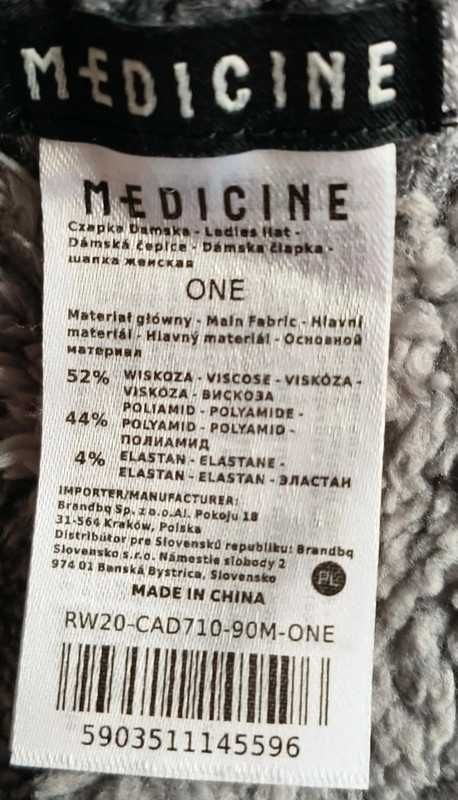 MEDICINE
MEDICINE
Czapka Damska - Ladies Hat -
Dámská čepice - Dámska čiapka -
шапка женская
ONE
Materiał główny - Main Fabric - Hlavní
materiál - Hlavný materiál - Основной
материал
52% WISKOZA - VISCOSE - VISKÓZA -
VISKÓZA - ВИСКОЗА
44% POLIAMID - POLYAMIDE -
POLYAMID - POLYAMID -
ПОЛИАМИД
4% ELASTAN - ELASTANE -
ELASTAN - ELASTAN - ЭЛАСТАН
IMPORTER/MANUFACTURER:
Brandbq Sp. z o.o.Al. Pokoju 18
31-564 Kraków, Polska
Distribútor pre Slovenskú republiku: Brandbq
Slovensko s.r.o. Námestie slobody 2
974 01 Banská Bystrica, Slovensko
PL
MADE IN CHINA
RW20-CAD710-90M-ONE
5903511145596